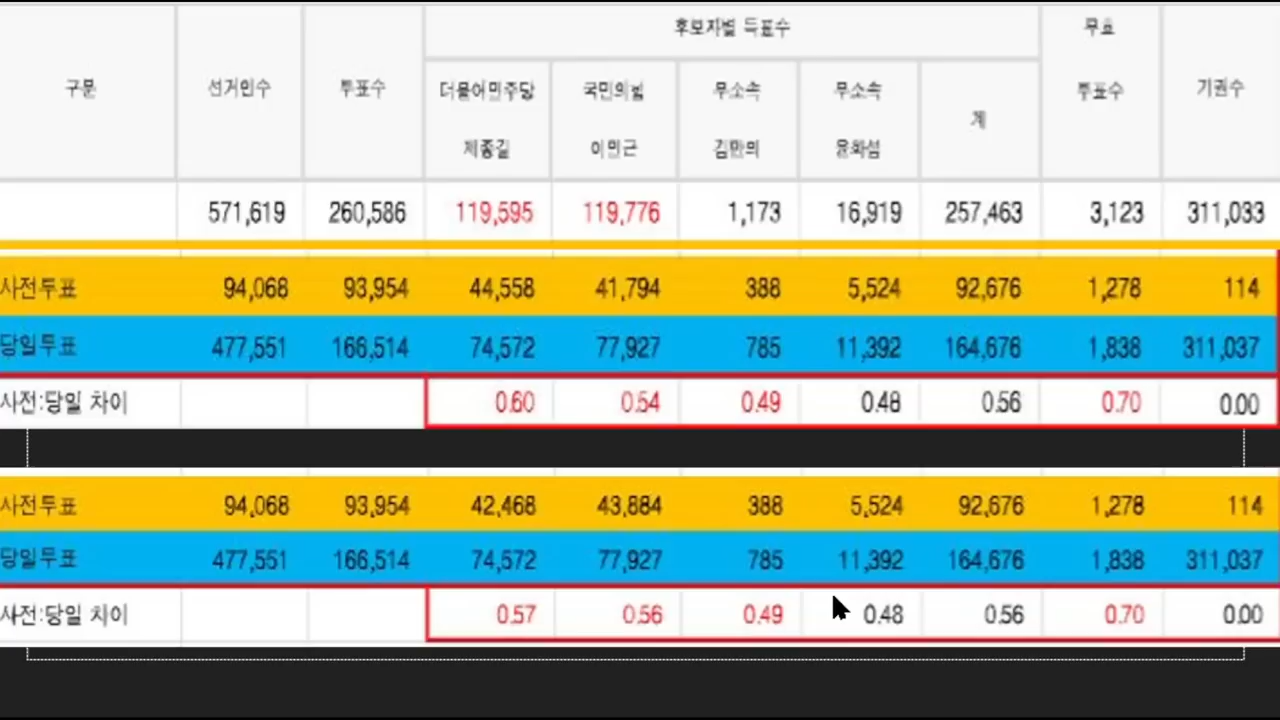 후보자별 득표수
무효
구분 선거인수 투표수 더불어민주당 국민의힘 무소속 무소속 계 투표수 기권수
제종길 이민근 김만의 윤화섭
571,619 260,586 119,595 119,776 1,173 16,919 257,463 3,123 311,033
사전투표 94,068 93,954 44,558 41,794 388 5,524 92,676 1,278 114
당일투표 477,551 166,514 74,572 77,927 785 11,392 164,676 1,838 311,037
사전:당일 차이 0.60 0.54 0.49 0.48 0.56 0.70 0.00
사전투표 94,068 93,954 42,468 43,884 388 5,524 92,676 1,278 114
당일투표 477,551 166,514 74,572 77,927 785 11,392 164,676 1,838 311,037
사전:당일 차이 0.57 0.56 0.49 0.48 0.56 0.70 0.00